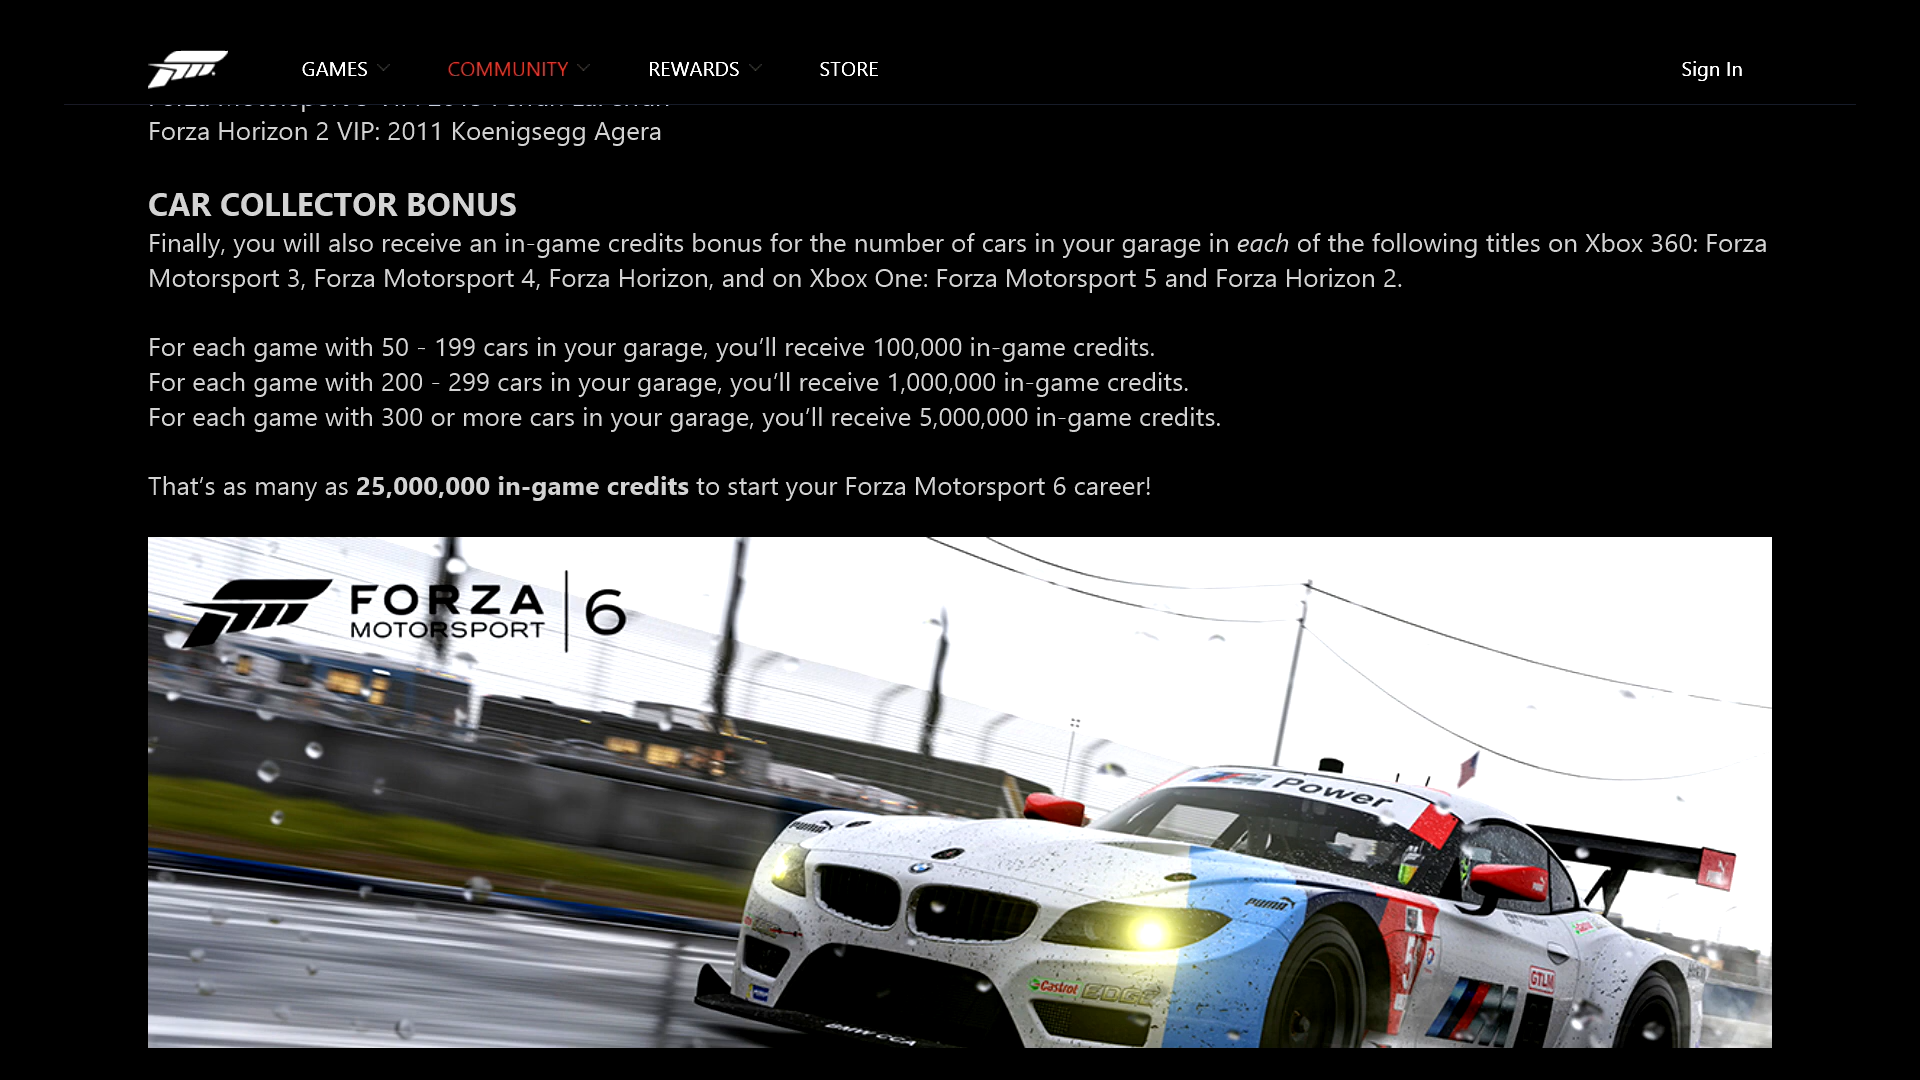 GAMES
COMMUNITY
REWARDS
STORE
Sign In
Forza Horizon 2 VIP: 2011 Koenigsegg Agera
CAR COLLECTOR BONUS
Finally, you will also receive an in-game credits bonus for the number of cars in your garage in each of the following titles on Xbox 360: Forza
Motorsport 3, Forza Motorsport 4, Forza Horizon, and on Xbox One: Forza Motorsport 5 and Forza Horizon 2.
For each game with 50 - 199 cars in your garage, you’ll receive 100,000 in-game credits.
For each game with 200 - 299 cars in your garage, you’ll receive 1,000,000 in-game credits.
For each game with 300 or more cars in your garage, you’ll receive 5,000,000 in-game credits.
That’s as many as 25,000,000 in-game credits to start your Forza Motorsport 6 career!
FORZA
MOTORSPORT
6
M Power
PUMA
PUMA
Castrol EDGE
GTLM
M
BMW CCA